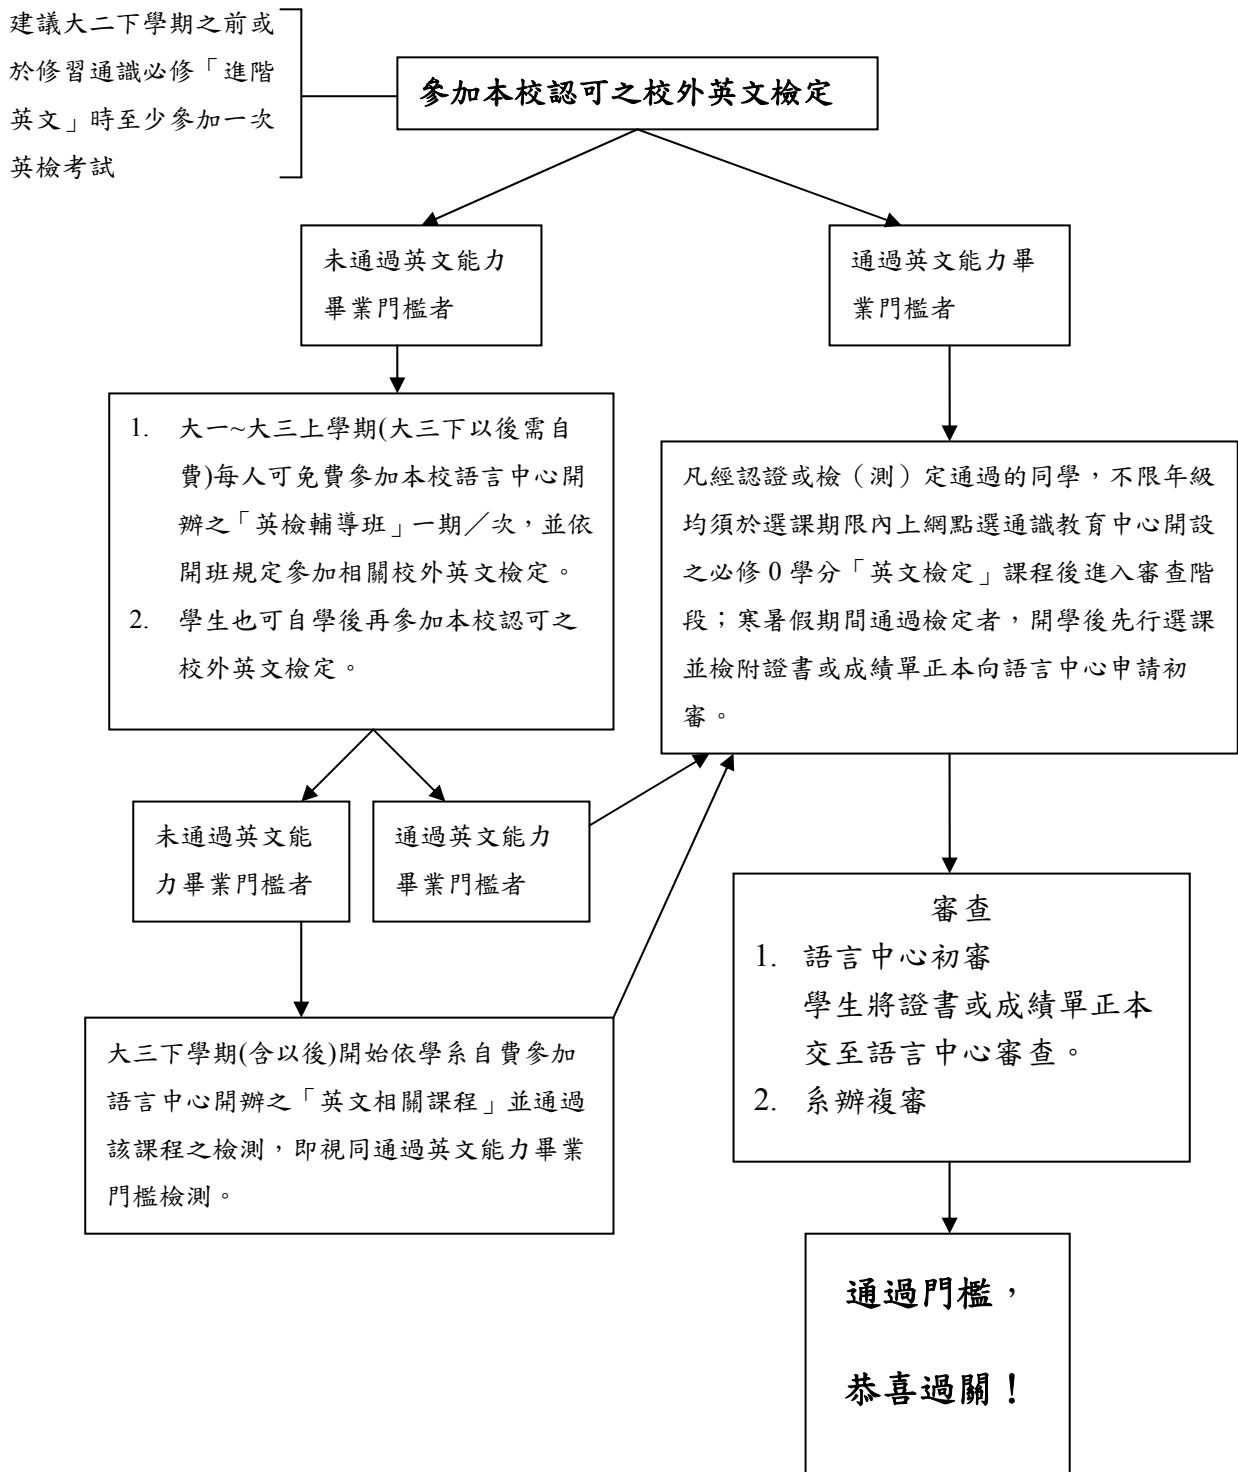 建議大二下學期之前或
於修習通識必修「進階
英文」時至少參加一次
英檢考試
參加本校認可之校外英文檢定
未通過英文能力
畢業門檻者
通過英文能力畢
業門檻者
1. 大一~大三上學期(大三下以後需自
費)每人可免費參加本校語言中心開
辦之「英檢輔導班」一期／次，並依
開班規定參加相關校外英文檢定。
2. 學生也可自學後再參加本校認可之
校外英文檢定。
凡經認證或檢（測）定通過的同學，不限年級
均須於選課期限內上網點選通識教育中心開設
之必修 0 學分「英文檢定」課程後進入審查階
段；寒暑假期間通過檢定者，開學後先行選課
並檢附證書或成績單正本向語言中心申請初
審。
未通過英文能
力畢業門檻者
通過英文能力
畢業門檻者
大三下學期(含以後)開始依學系自費參加
語言中心開辦之「英文相關課程」並通過
該課程之檢測，即視同通過英文能力畢業
門檻檢測。
審查
1. 語言中心初審
學生將證書或成績單正本
交至語言中心審查。
2. 系辦複審
通過門檻，
恭喜過關！